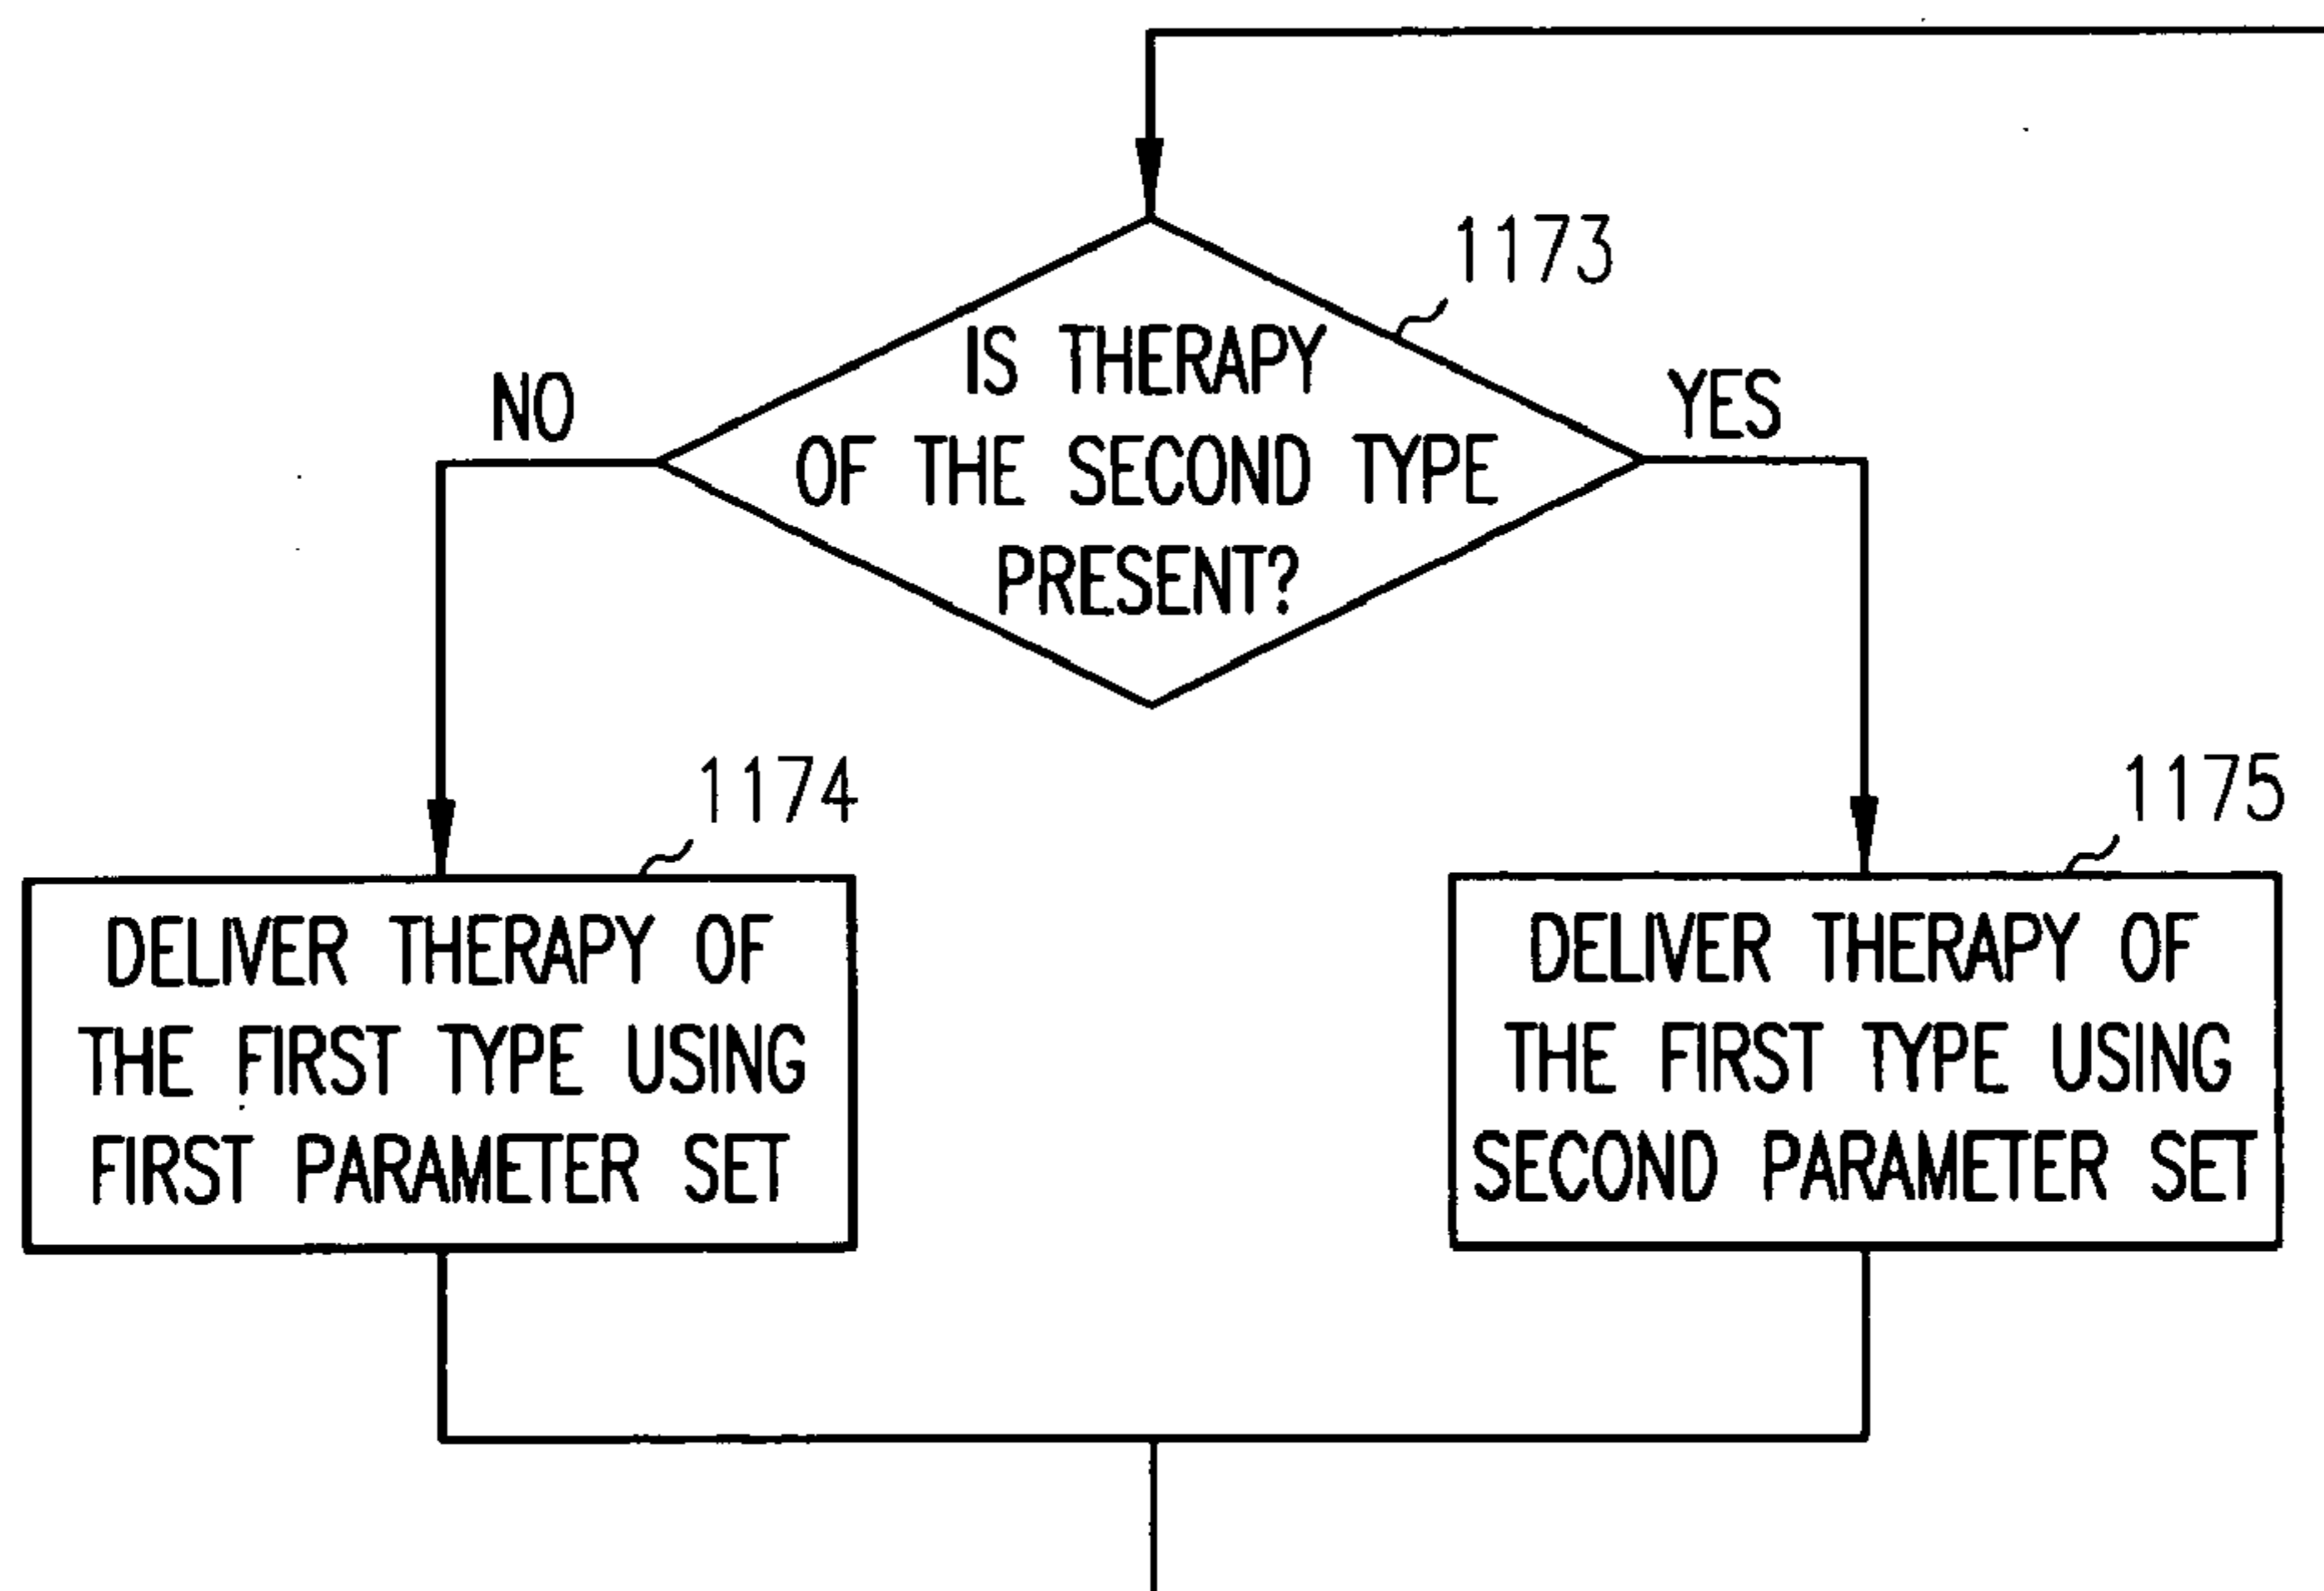 1173
IS THERAPY
OF THE SECOND TYPE
PRESENT?
NO
YES
1174
DELIVER THERAPY OF
THE FIRST TYPE USING
FIRST PARAMETER SET
1175
DELIVER THERAPY OF
THE FIRST TYPE USING
SECOND PARAMETER SET